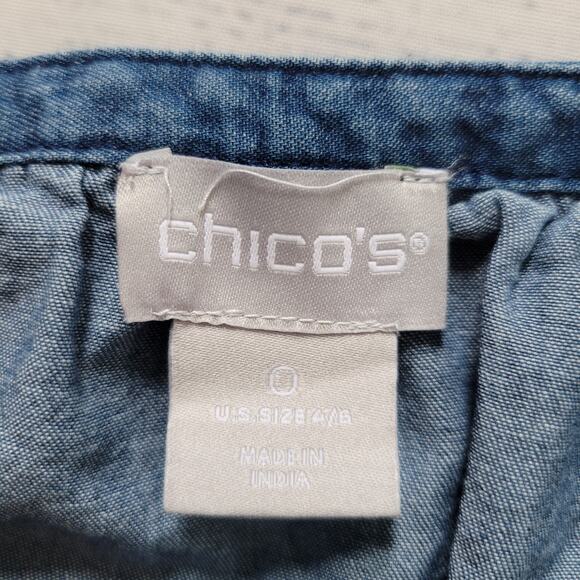 chico's®
0
U.S. SIZE 4/6
MADE IN
INDIA